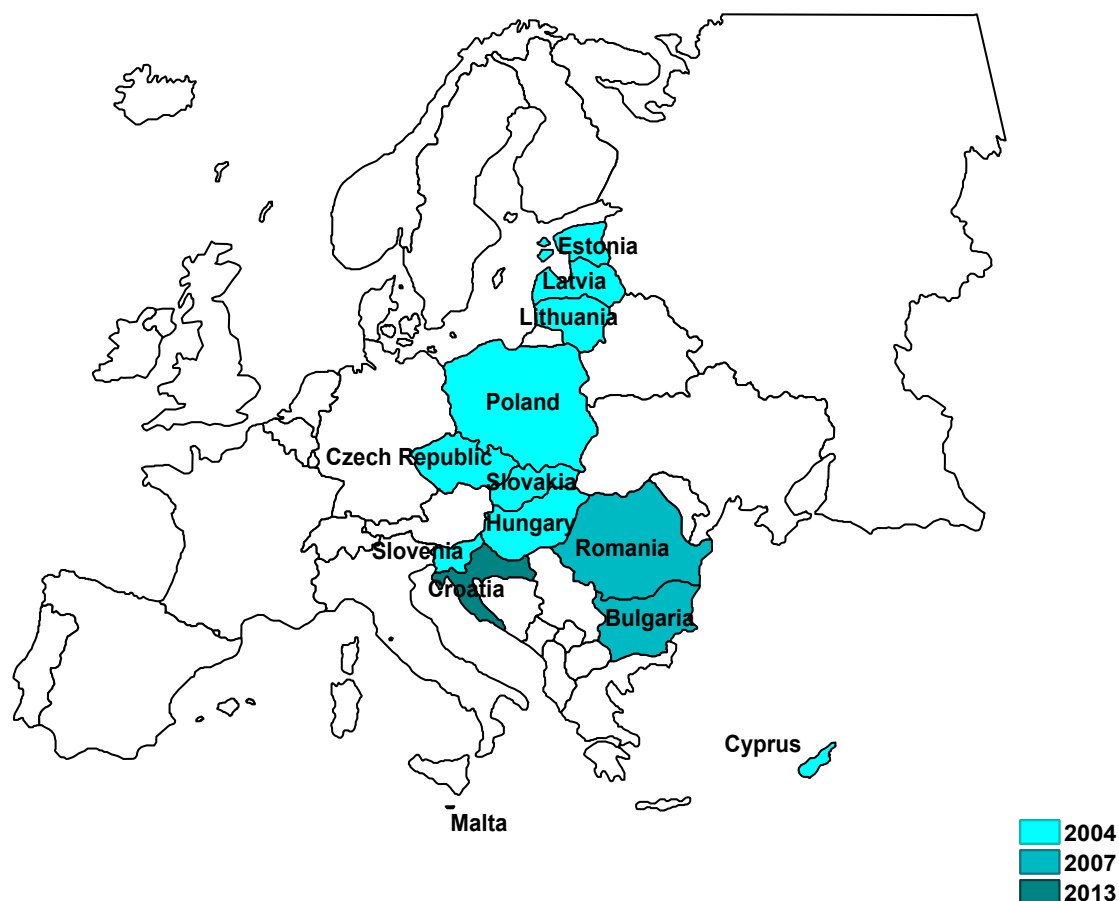 Estonia
Latvia
Lithuania
Poland
Czech Republic
Slovakia
Hungary
Slovenia
Romania
Croatia
Bulgaria
Cyprus
Malta
2004
2007
2013